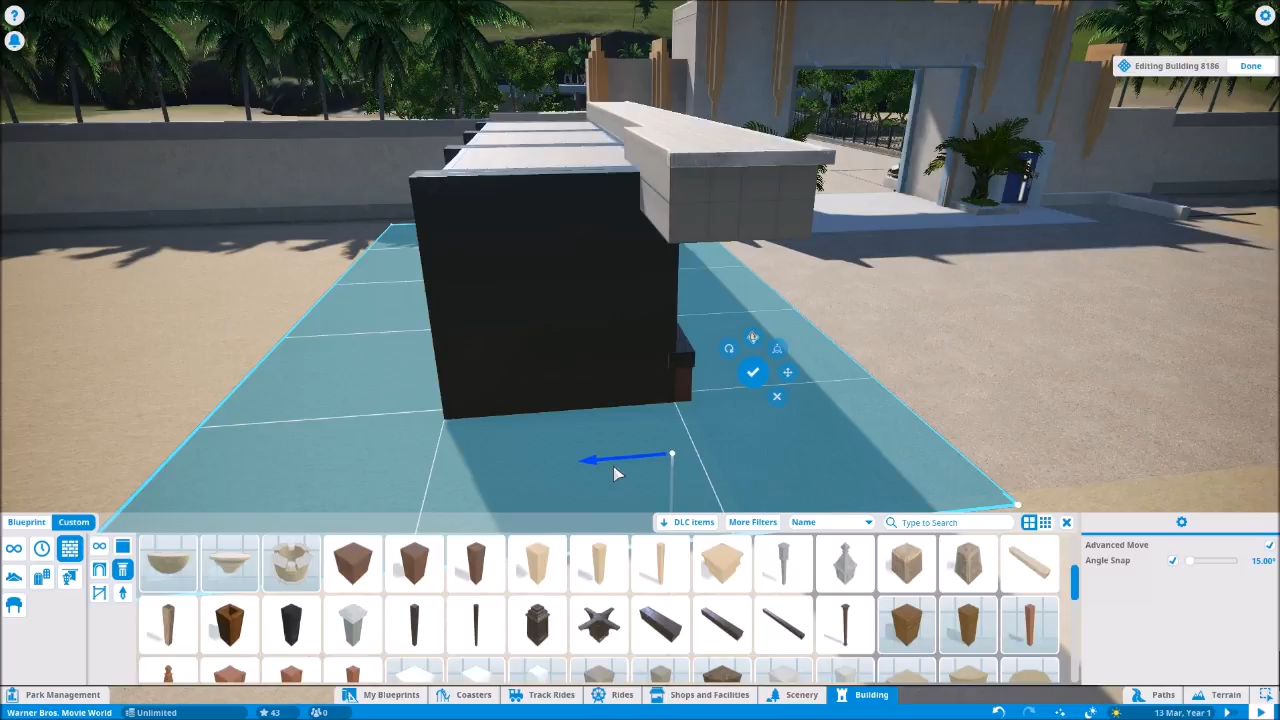 ?
Editing Building 8186 Done
Blueprint Custom
DLC items More Filters Name Type to Search
Advanced Move
Angle Snap 15.00°
Park Management My Blueprints Coasters Track Rides Rides Shops and Facilities Scenery Building Paths Terrain
Warner Bros. Movie World Unlimited 43 0 13 Mar, Year 1